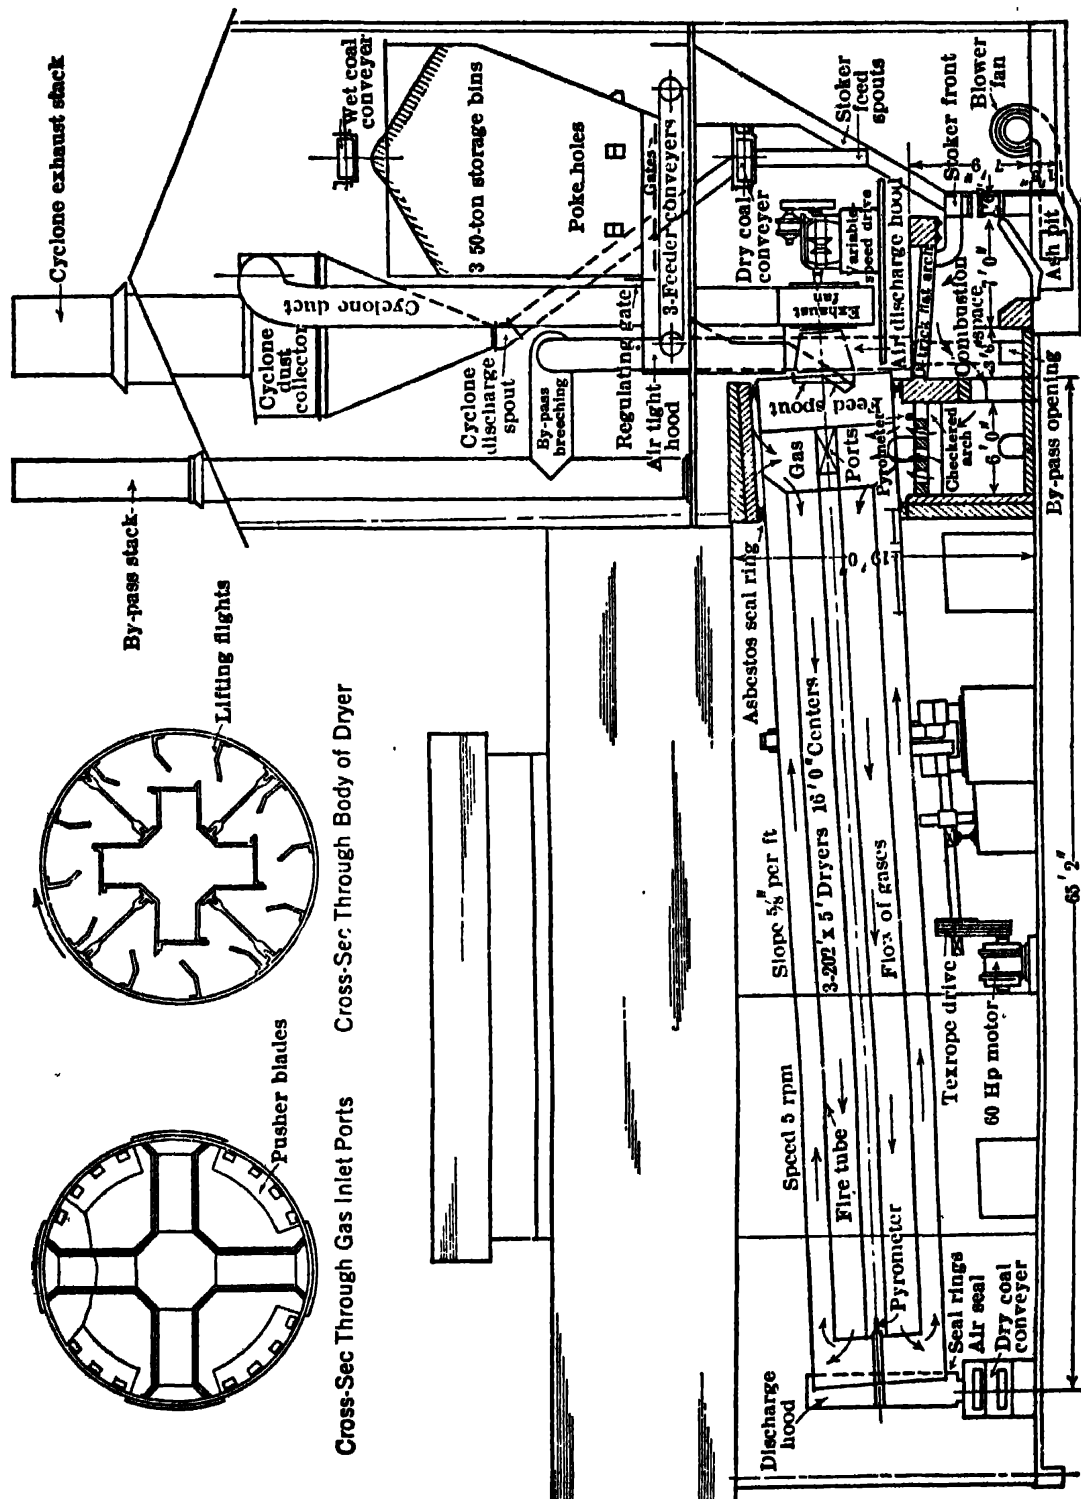 Cyclone exhaust stack
By-pass stack
Wet coal
conveyer
3 50-ton storage bins
Poke holes
Cyclone
dust
collector
Cyclone duct
Cyclone
discharge
spout
By-pass
breeching
Regulating gate
Air tight
hood
Gates
3-Feeder conveyers
Dry coal
conveyer
Stoker
feed
spouts
Variable
speed drive
Exhaust
fan
Air discharge hood
Stoker front
Blower
fan
Feed spout
Gas
Ports
Pyrometer
Checkered
arch
6'0"
Combustion
space
Ash pit
By-pass opening
Lifting flights
Cross-Sec Through Body of Dryer
Pusher blades
Cross-Sec Through Gas Inlet Ports
Asbestos seal ring
Slope 5/8" per ft
3-202'x 5' Dryers 16'0" Centers
Flow of gases
Speed 5 rpm
Fire tube
Pyrometer
Texrope drive
60 Hp motor
65'2"
Discharge
hood
Seal rings
Air seal
Dry coal
conveyer